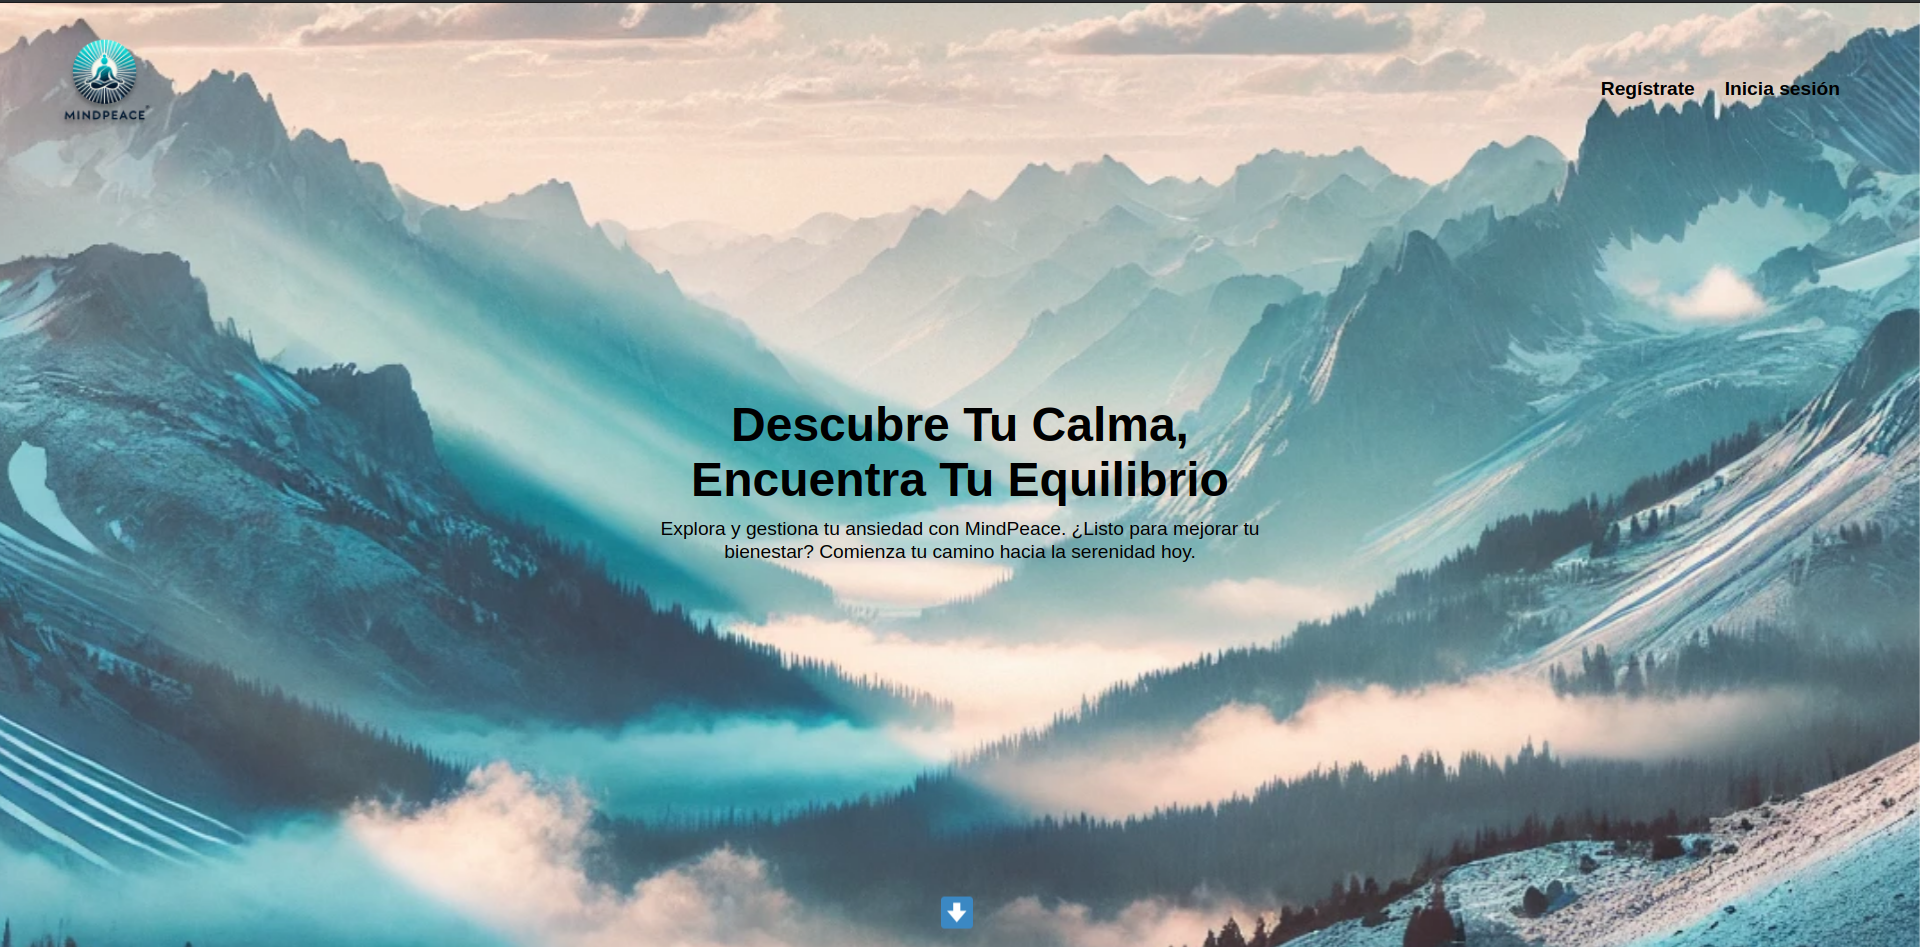 MINDPEACE
Regístrate
Inicia sesión
Descubre Tu Calma,
Encuentra Tu Equilibrio
Explora y gestiona tu ansiedad con MindPeace. ¿Listo para mejorar tu
bienestar? Comienza tu camino hacia la serenidad hoy.